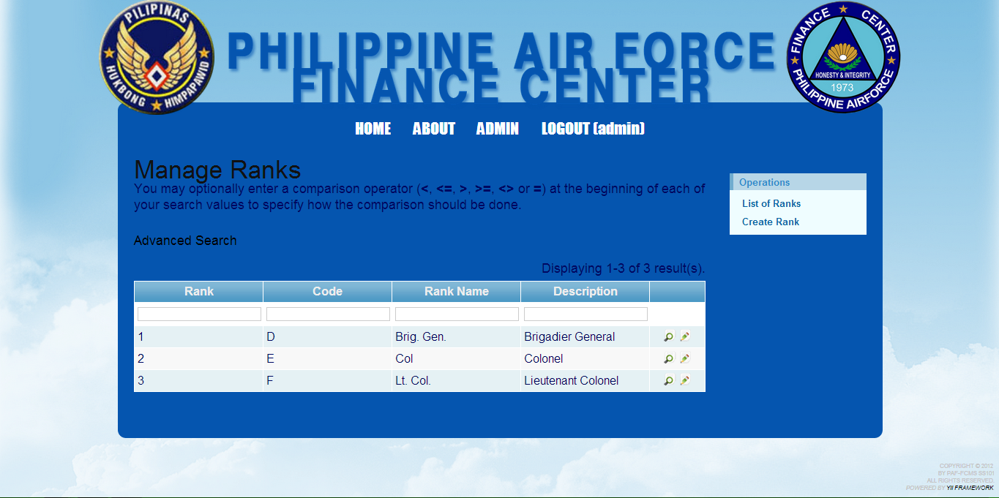 PILIPINAS
HUKBONG HIMPAPAWID
PHILIPPINE AIR FORCE
FINANCE CENTER
FINANCE CENTER
HONESTY & INTEGRITY
1973
PHILIPPINE AIRFORCE
HOME ABOUT ADMIN LOGOUT (admin)
Manage Ranks
You may optionally enter a comparison operator (<, <=, >, >=, <> or =) at the beginning of each of
your search values to specify how the comparison should be done.
Operations
List of Ranks
Create Rank
Advanced Search
Displaying 1-3 of 3 result(s).
Rank Code Rank Name Description
1 D Brig. Gen. Brigadier General
2 E Col Colonel
3 F Lt. Col. Lieutenant Colonel
COPYRIGHT © 2012
BY PAF-FCMS SS101
ALL RIGHTS RESERVED.
POWERED BY YII FRAMEWORK